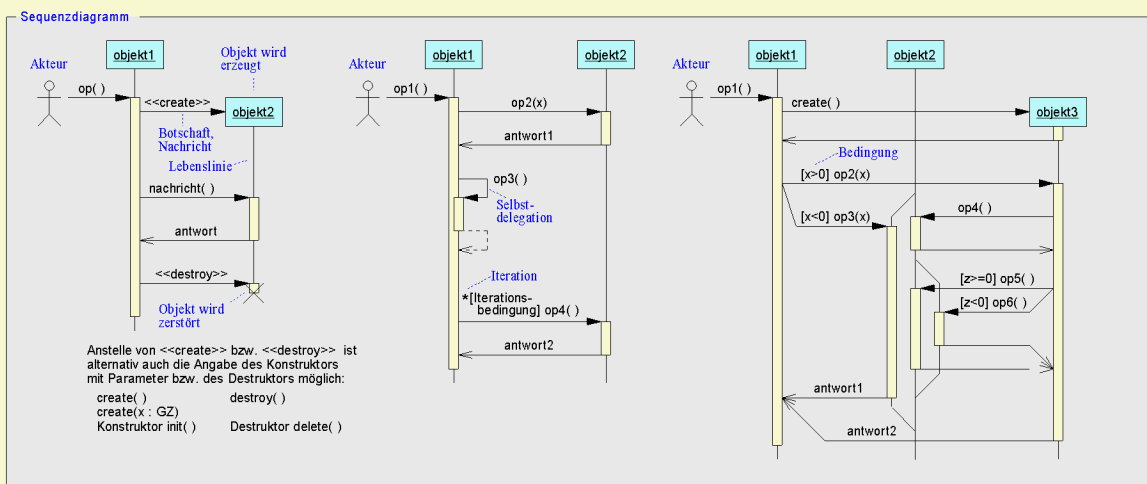 Sequenzdiagramm
Akteur
objekt1
Objekt wird
erzeugt
op( )
<<create>>
objekt2
Botschaft,
Nachricht
Lebenslinie
nachricht( )
antwort
<<destroy>>
Objekt wird
zerstört
Anstelle von <<create>> bzw. <<destroy>> ist
alternativ auch die Angabe des Konstruktors
mit Parameter bzw. des Destruktors möglich:
create( ) destroy( )
create(x : GZ)
Konstruktor init( ) Destruktor delete( )
Akteur
objekt1
objekt2
op1( )
op2(x)
antwort1
op3( )
Selbst-
delegation
Iteration
*[Iterations-
bedingung] op4( )
antwort2
Akteur
objekt1
objekt2
op1( )
create( )
objekt3
Bedingung
[x>0] op2(x)
[x<0] op3(x)
op4( )
[z>=0] op5( )
[z<0] op6( )
antwort1
antwort2